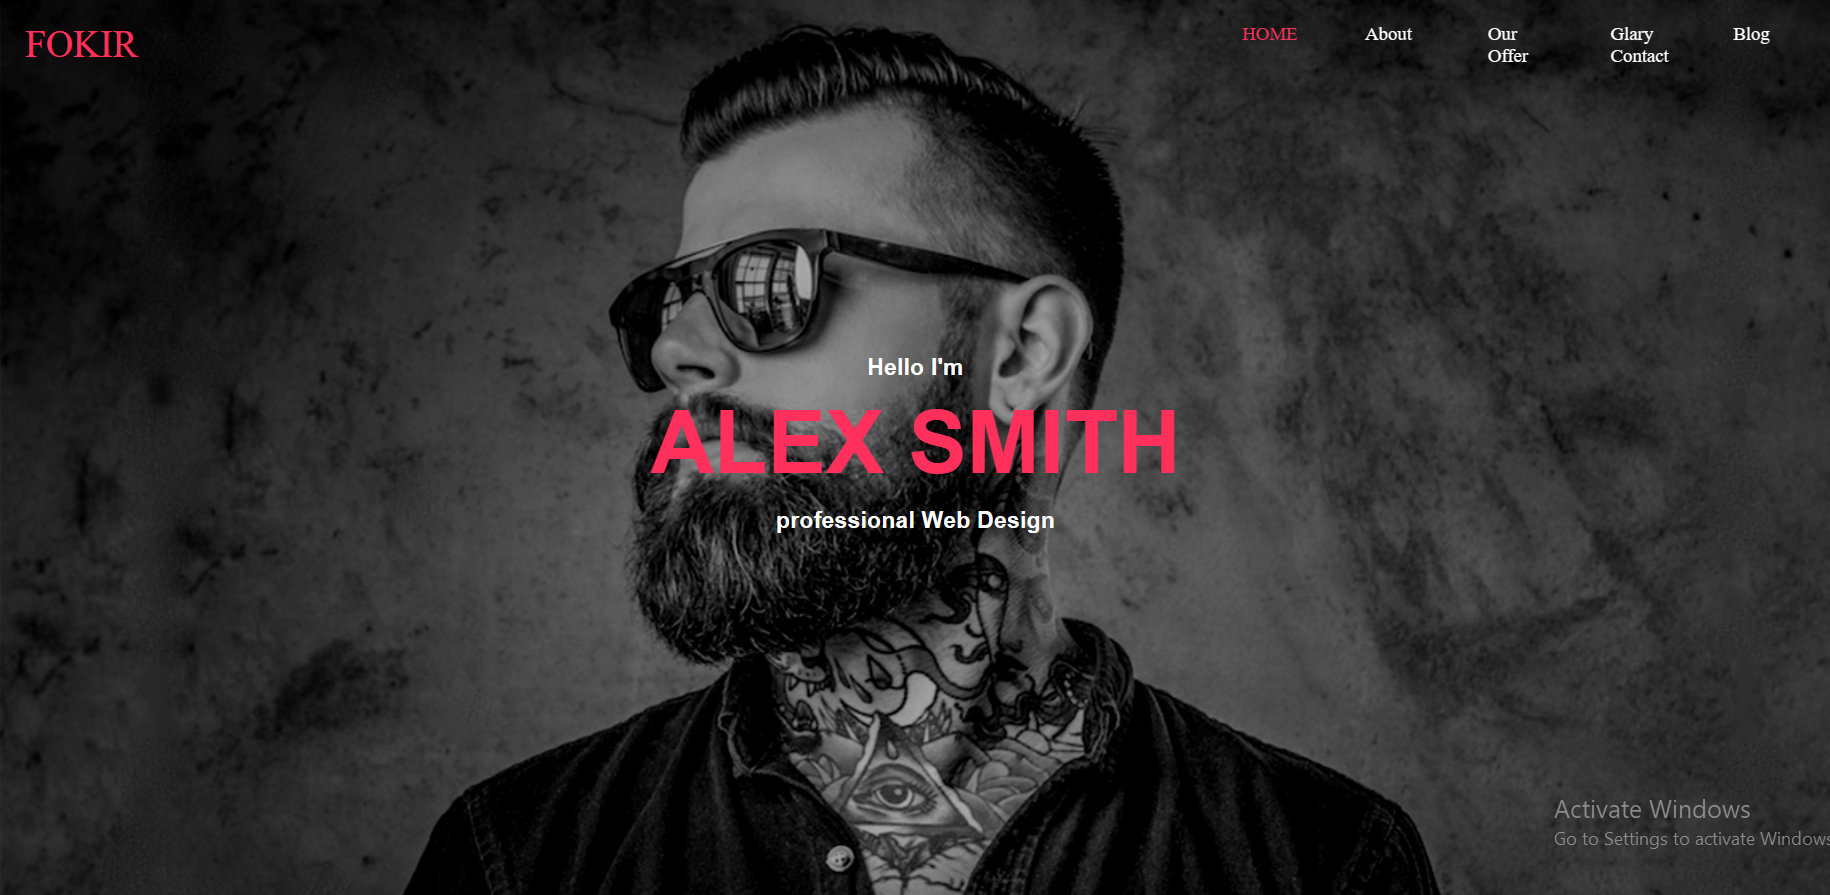 FOKIR
HOME
About
Our
Offer
Glary
Contact
Blog
Hello I'm
ALEX SMITH
professional Web Design
Activate Windows
Go to Settings to activate Windows